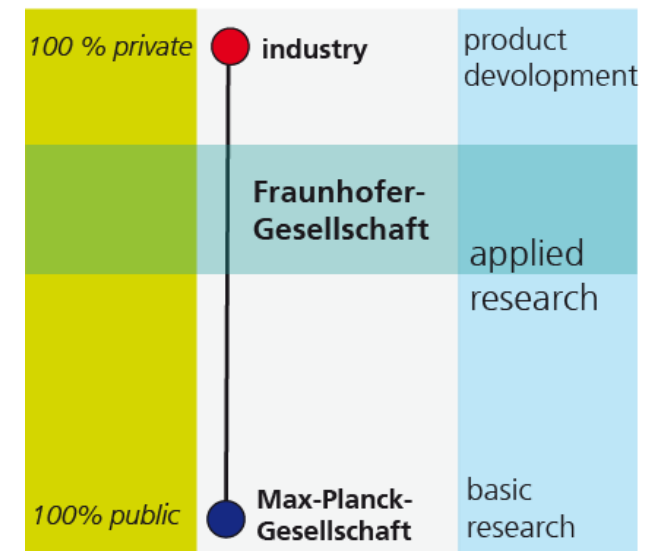 100 % private
industry
product
devolopment
Fraunhofer-
Gesellschaft
applied
research
100% public
Max-Planck-
Gesellschaft
basic
research